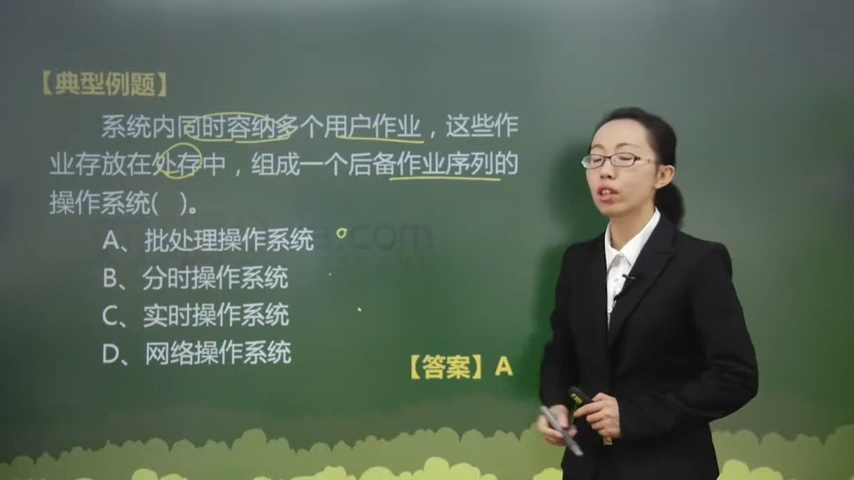 【典型例题】
系统内同时容纳多个用户作业，这些作
业存放在外存中，组成一个后备作业序列的
操作系统( )。
A、批处理操作系统
B、分时操作系统
C、实时操作系统
D、网络操作系统
【答案】A